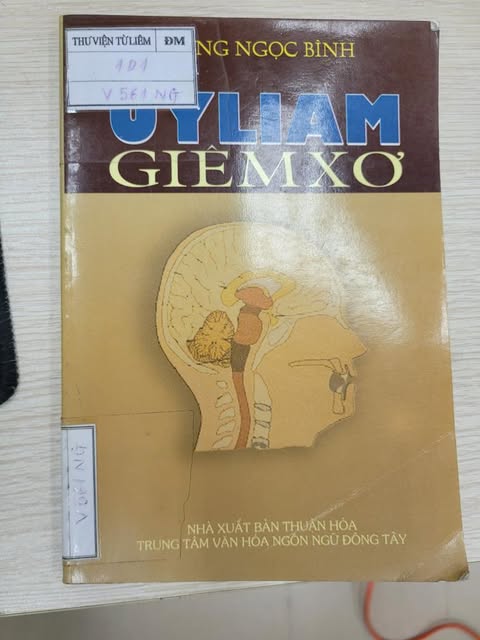 THƯ VIỆN TỪ LIÊM ĐM
101
V 561 NG
NGỌC BÌNH
UYLIAM
GIÊMXƠ
NHÀ XUẤT BẢN THUẬN HÓA
TRUNG TÂM VĂN HÓA NGÔN NGỮ ĐÔNG TÂY
V 561 NG